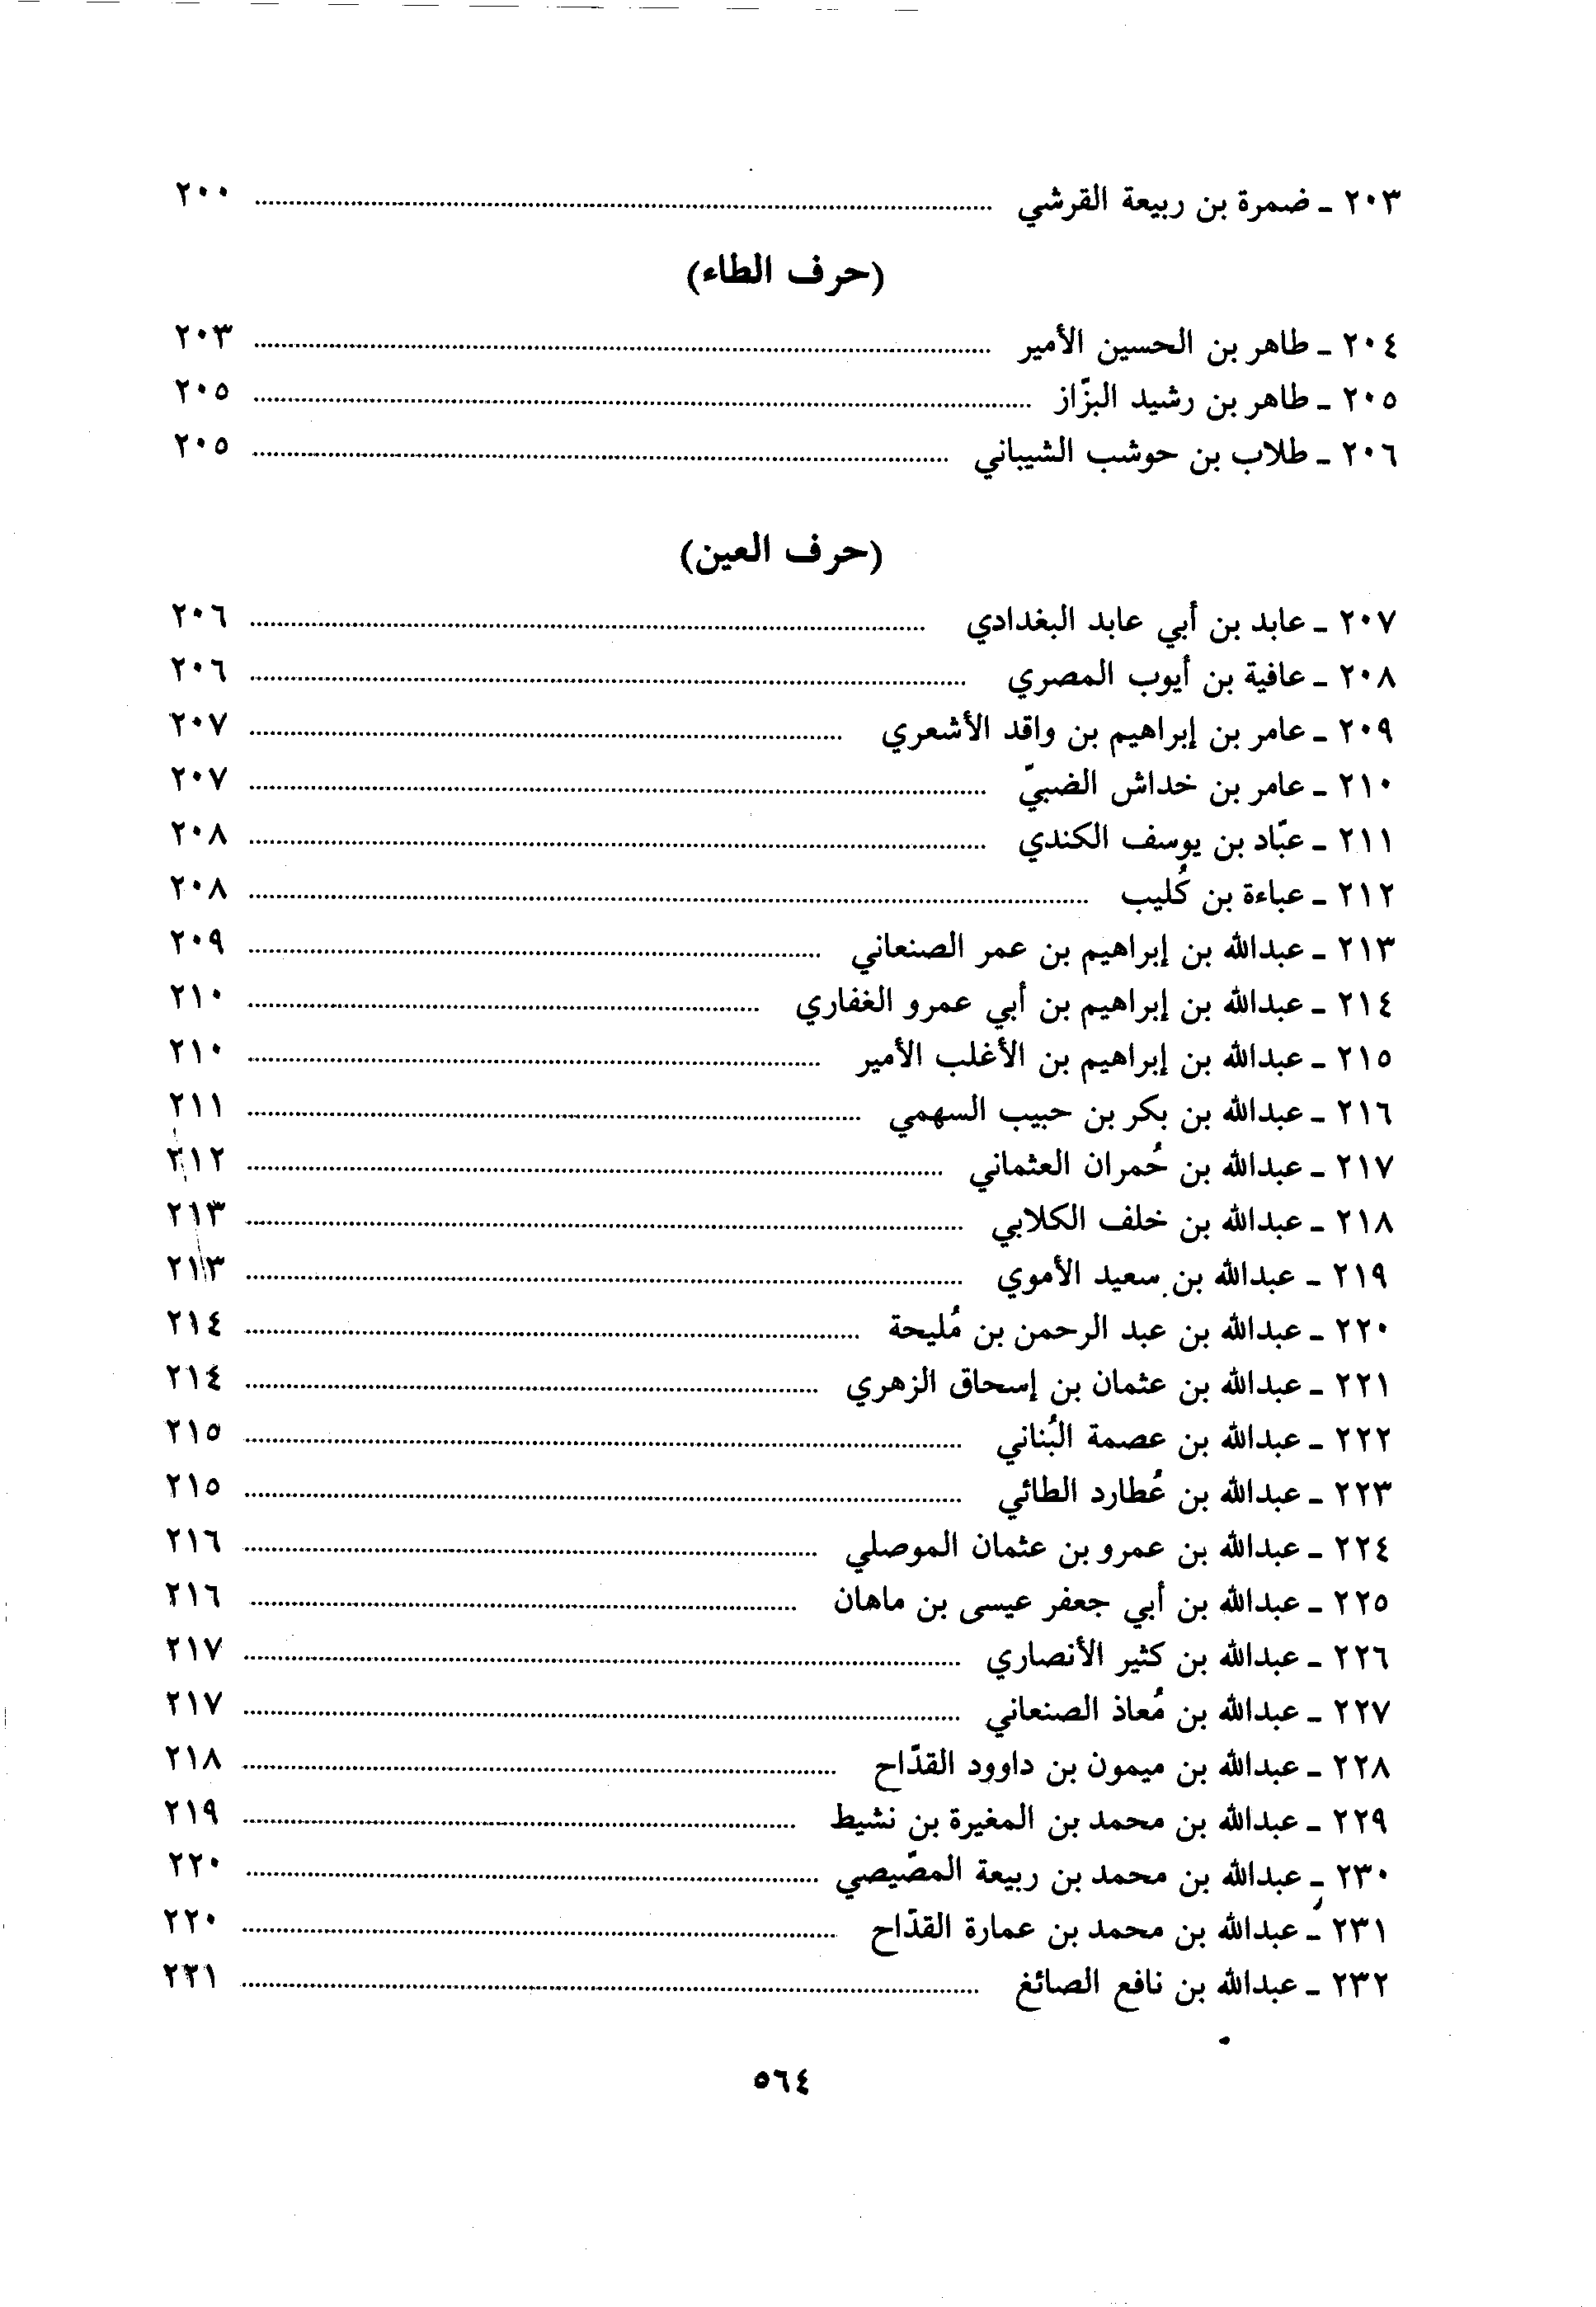 ٢٠٣ ـ ضمرة بن ربيعة القرشي ........ ٢٠٠
(حرف الطاء)
٢٠٤ ـ طاهر بن الحسين الأمير ........ ٢٠٣
٢٠٥ ـ طاهر بن رشيد البزّاز ........ ٢٠٥
٢٠٦ ـ طلاب بن حوشب الشيباني ........ ٢٠٥
(حرف العين)
٢٠٧ ـ عابد بن أبي عابد البغدادي ........ ٢٠٦
٢٠٨ ـ عافية بن أيوب المصري ........ ٢٠٦
٢٠٩ ـ عامر بن إبراهيم بن واقد الأشعري ........ ٢٠٧
٢١٠ ـ عامر بن خداش الضبيّ ........ ٢٠٧
٢١١ ـ عبّاد بن يوسف الكندي ........ ٢٠٨
٢١٢ ـ عباءة بن كُليب ........ ٢٠٨
٢١٣ ـ عبدالله بن إبراهيم بن عمر الصنعاني ........ ٢٠٩
٢١٤ ـ عبدالله بن إبراهيم بن أبي عمرو الغفاري ........ ٢١٠
٢١٥ ـ عبدالله بن إبراهيم بن الأغلب الأمير ........ ٢١٠
٢١٦ ـ عبدالله بن بكر بن حبيب السهمي ........ ٢١١
٢١٧ ـ عبدالله بن حُمران العثماني ........ ٢١٢
٢١٨ ـ عبدالله بن خلف الكلابي ........ ٢١٣
٢١٩ ـ عبدالله بن سعيد الأموي ........ ٢١٣
٢٢٠ ـ عبدالله بن عبد الرحمن بن مُليحة ........ ٢١٤
٢٢١ ـ عبدالله بن عثمان بن إسحاق الزهري ........ ٢١٤
٢٢٢ ـ عبدالله بن عصمة البُناني ........ ٢١٥
٢٢٣ ـ عبدالله بن عُطارد الطائي ........ ٢١٥
٢٢٤ ـ عبدالله بن عمرو بن عثمان الموصلي ........ ٢١٦
٢٢٥ ـ عبدالله بن أبي جعفر عيسى بن ماهان ........ ٢١٦
٢٢٦ ـ عبدالله بن كثير الأنصاري ........ ٢١٧
٢٢٧ ـ عبدالله بن مُعاذ الصنعاني ........ ٢١٧
٢٢٨ ـ عبدالله بن ميمون بن داوود القدّاح ........ ٢١٨
٢٢٩ ـ عبدالله بن محمد بن المغيرة بن نشيط ........ ٢١٩
٢٣٠ ـ عبدالله بن محمد بن ربيعة المصّيصي ........ ٢٢٠
٢٣١ ـ عبدالله بن محمد بن عمارة القدّاح ........ ٢٢٠
٢٣٢ ـ عبدالله بن نافع الصائغ ........ ٢٢١
٥٦٤